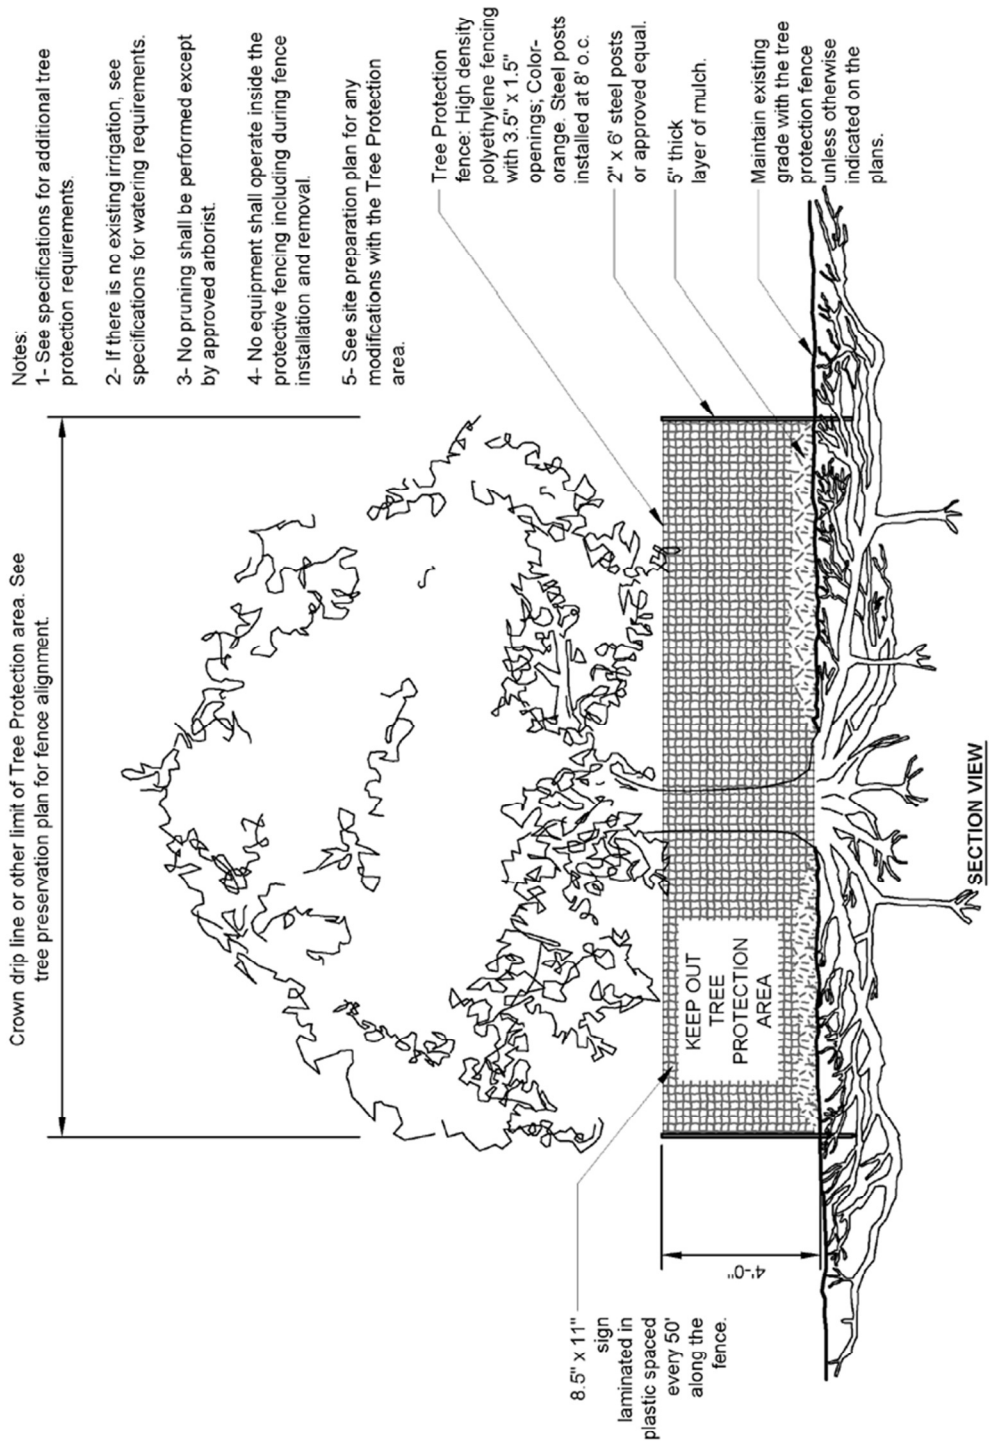 Crown drip line or other limit of Tree Protection area. See
tree preservation plan for fence alignment.
Notes:
1- See specifications for additional tree
protection requirements.
2- If there is no existing irrigation, see
specifications for watering requirements.
3- No pruning shall be performed except
by approved arborist.
4- No equipment shall operate inside the
protective fencing including during fence
installation and removal.
5- See site preparation plan for any
modifications with the Tree Protection
area.
Tree Protection
fence: High density
polyethylene fencing
with 3.5" x 1.5"
openings; Color-
orange. Steel posts
installed at 8' o.c.
2" x 6' steel posts
or approved equal.
5" thick
layer of mulch.
Maintain existing
grade with the tree
protection fence
unless otherwise
indicated on the
plans.
8.5" x 11"
sign
laminated in
plastic spaced
every 50'
along the
fence.
4'-0"
KEEP OUT
TREE
PROTECTION
AREA
SECTION VIEW